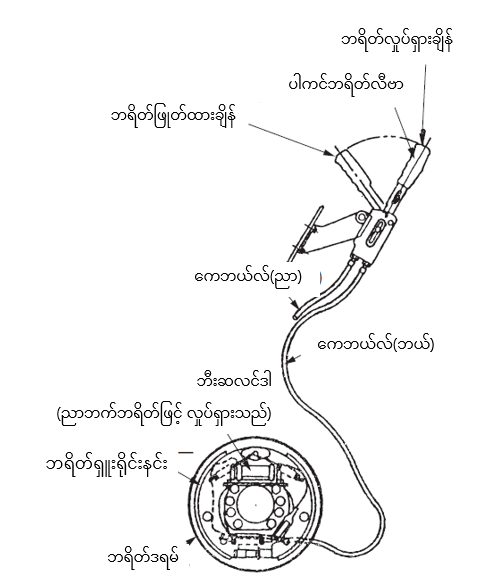 ဘရိတ်လှုပ်ရှားချိန်
ပါကင်ဘရိတ်လီဗာ
ဘရိတ်ဖြုတ်ထားချိန်
ကေဘယ်လ်(ညာ)
ကေဘယ်လ်(ဘယ်)
ဘီးဆလင်ဒါ
(ညာဘက်ဘရိတ်ဖြင့် လှုပ်ရှားသည်)
ဘရိတ်ရှူးရိုင်းနင်း
ဘရိတ်ဒရမ်